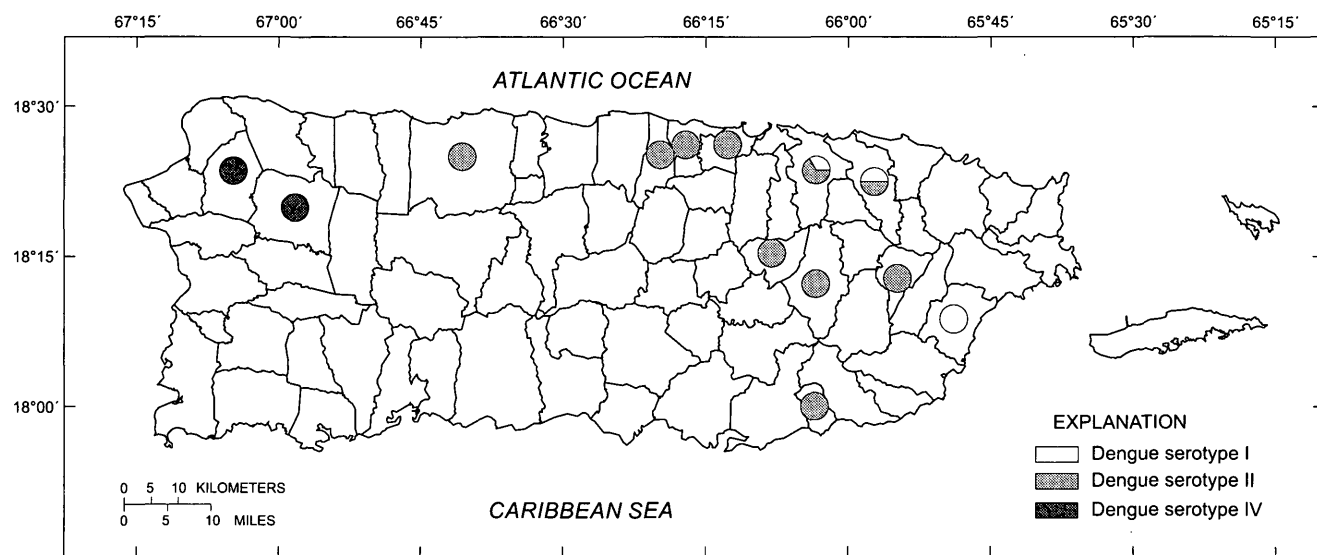 67°15´ 67°00´ 66°45´ 66°30´ 66°15´ 66°00´ 65°45´ 65°30´ 65°15´
ATLANTIC OCEAN
18°30´
18°15´
18°00´
EXPLANATION
Dengue serotype I
Dengue serotype II
Dengue serotype IV
0 5 10 KILOMETERS
0 5 10 MILES
CARIBBEAN SEA